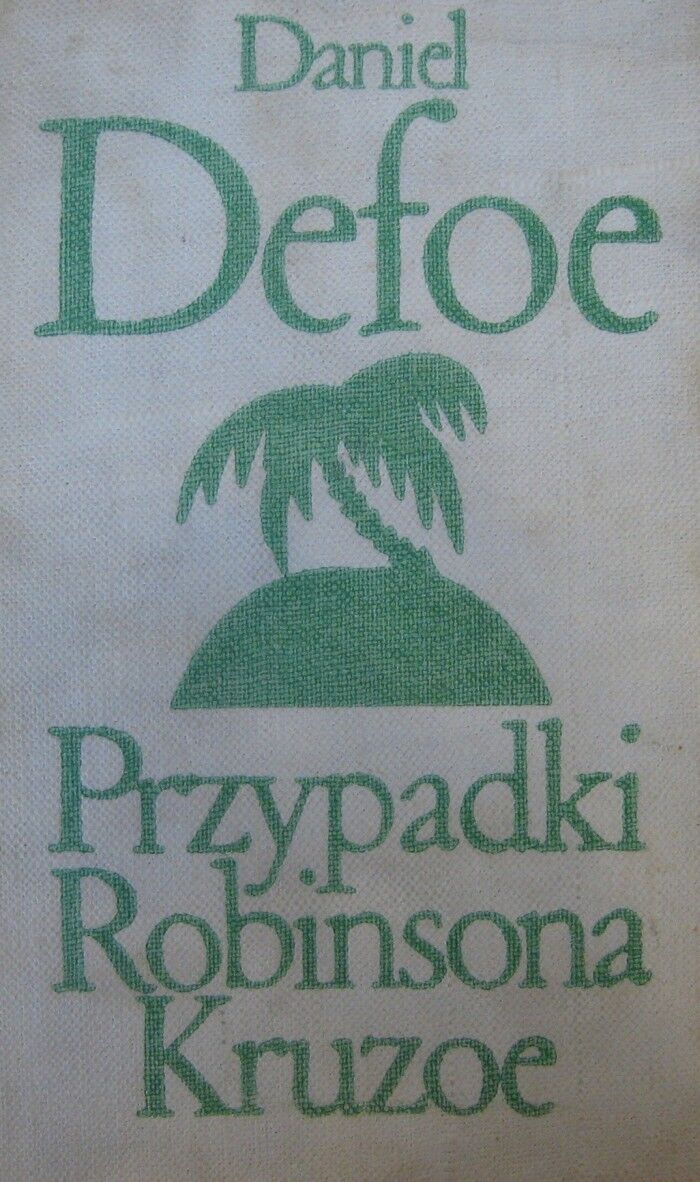 Daniel
Defoe
Przypadki
Robinsona
Kruzoe